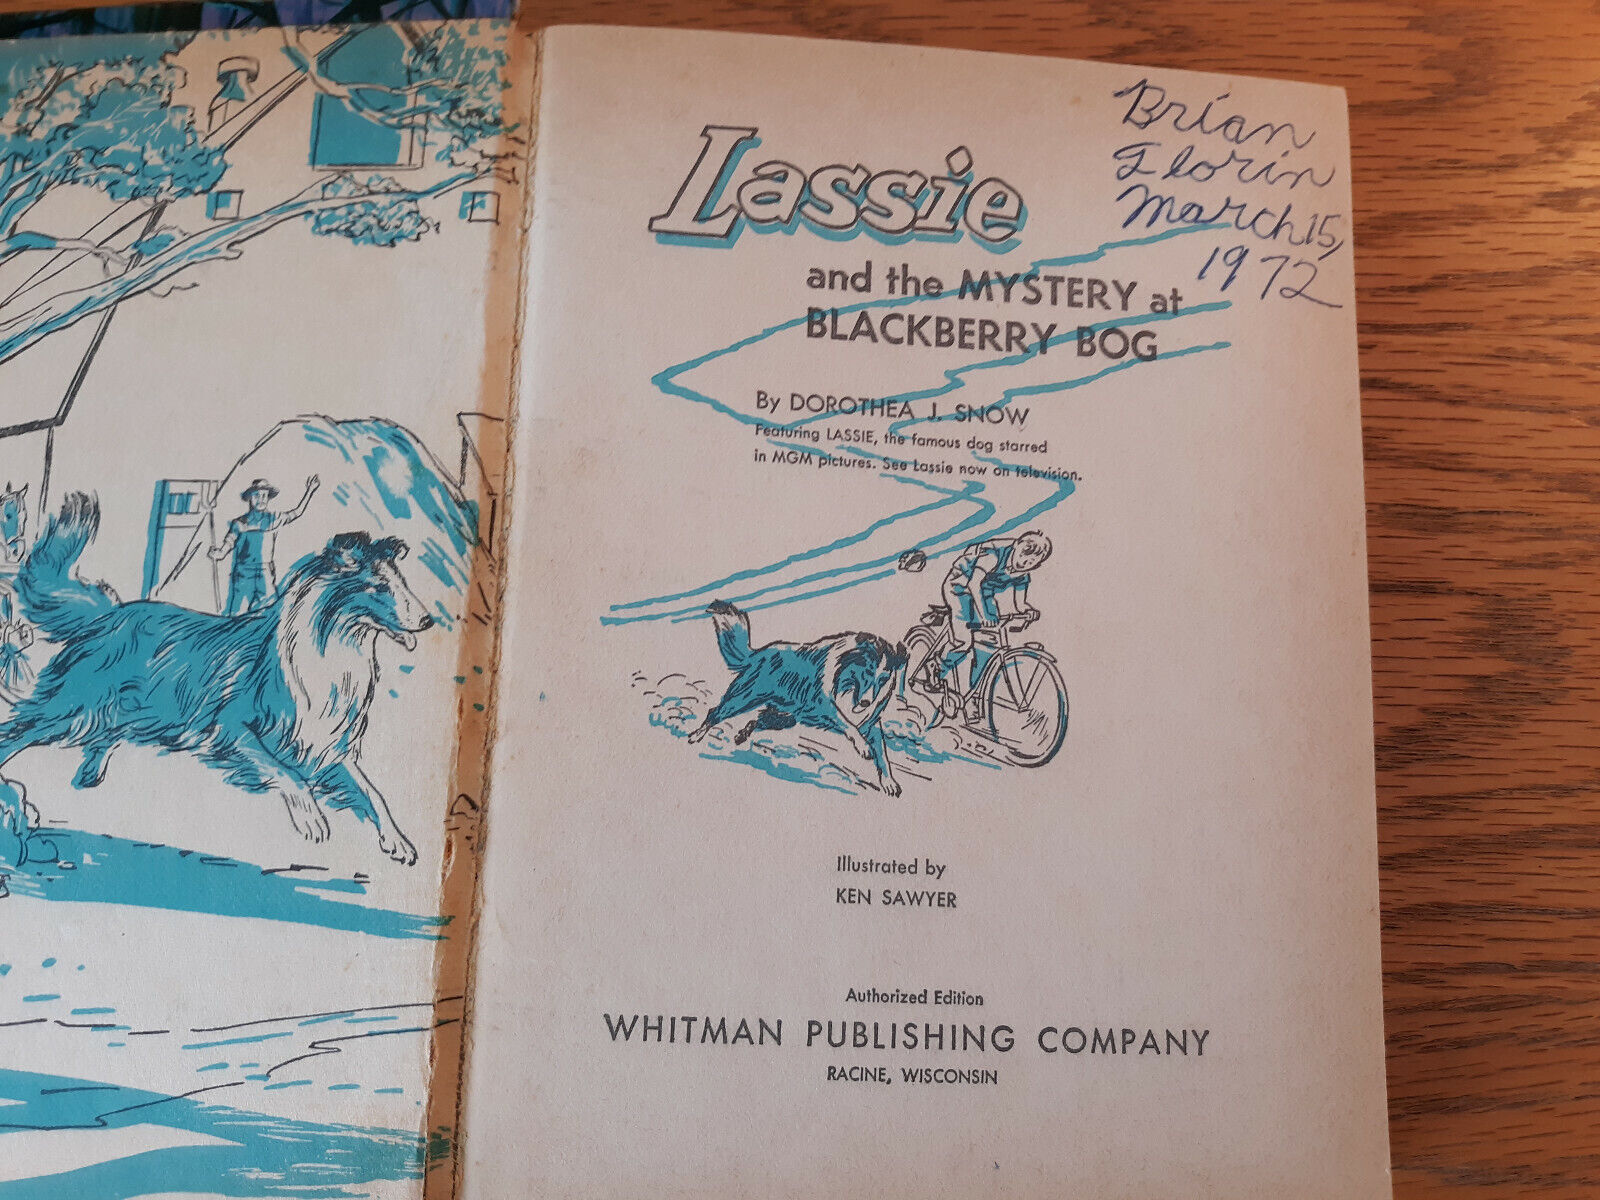 Brian
Florin
March 15,
1972
Lassie
and the MYSTERY at
BLACKBERRY BOG
By DOROTHEA J. SNOW
Featuring LASSIE, the famous dog starred
in MGM pictures. See Lassie now on television.
Illustrated by
KEN SAWYER
Authorized Edition
WHITMAN PUBLISHING COMPANY
RACINE, WISCONSIN